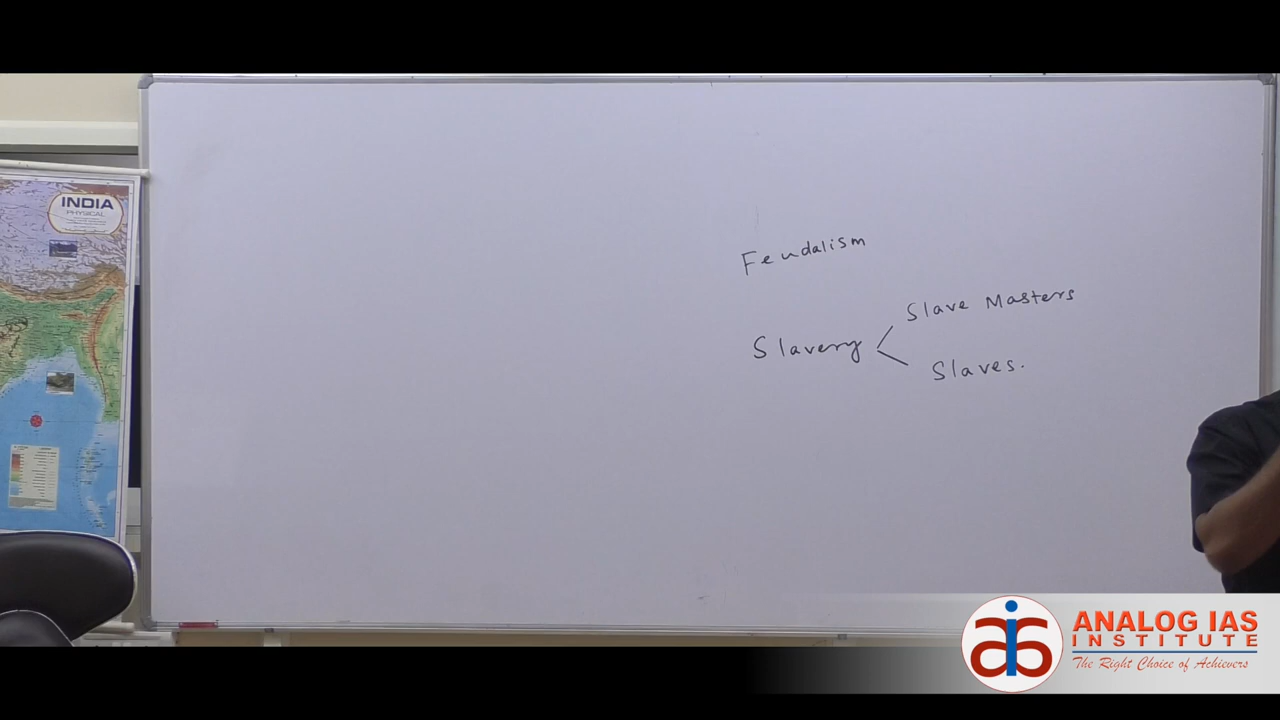 INDIA
PHYSICAL
Feudalism
Slave Masters
Slavery
Slaves.
ANALOG IAS
INSTITUTE
The Right Choice of Achievers